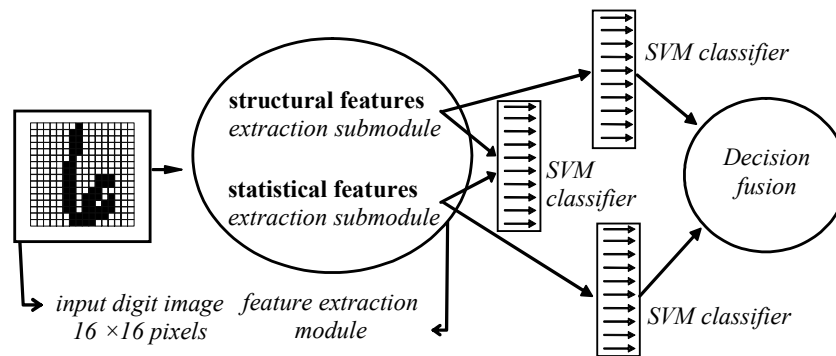 structural features
extraction submodule
statistical features
extraction submodule
SVM classifier
SVM
classifier
SVM classifier
Decision
fusion
input digit image
16 ×16 pixels
feature extraction
module